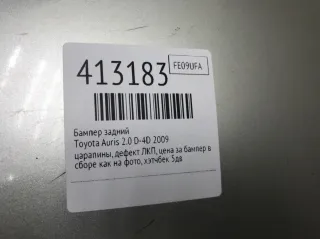 413183
FE09UFA
Бампер задний
Toyota Auris 2.0 D-4D 2009
царапины, дефект ЛКП, цена за бампер в
сборе как на фото, хэтчбек 5дв